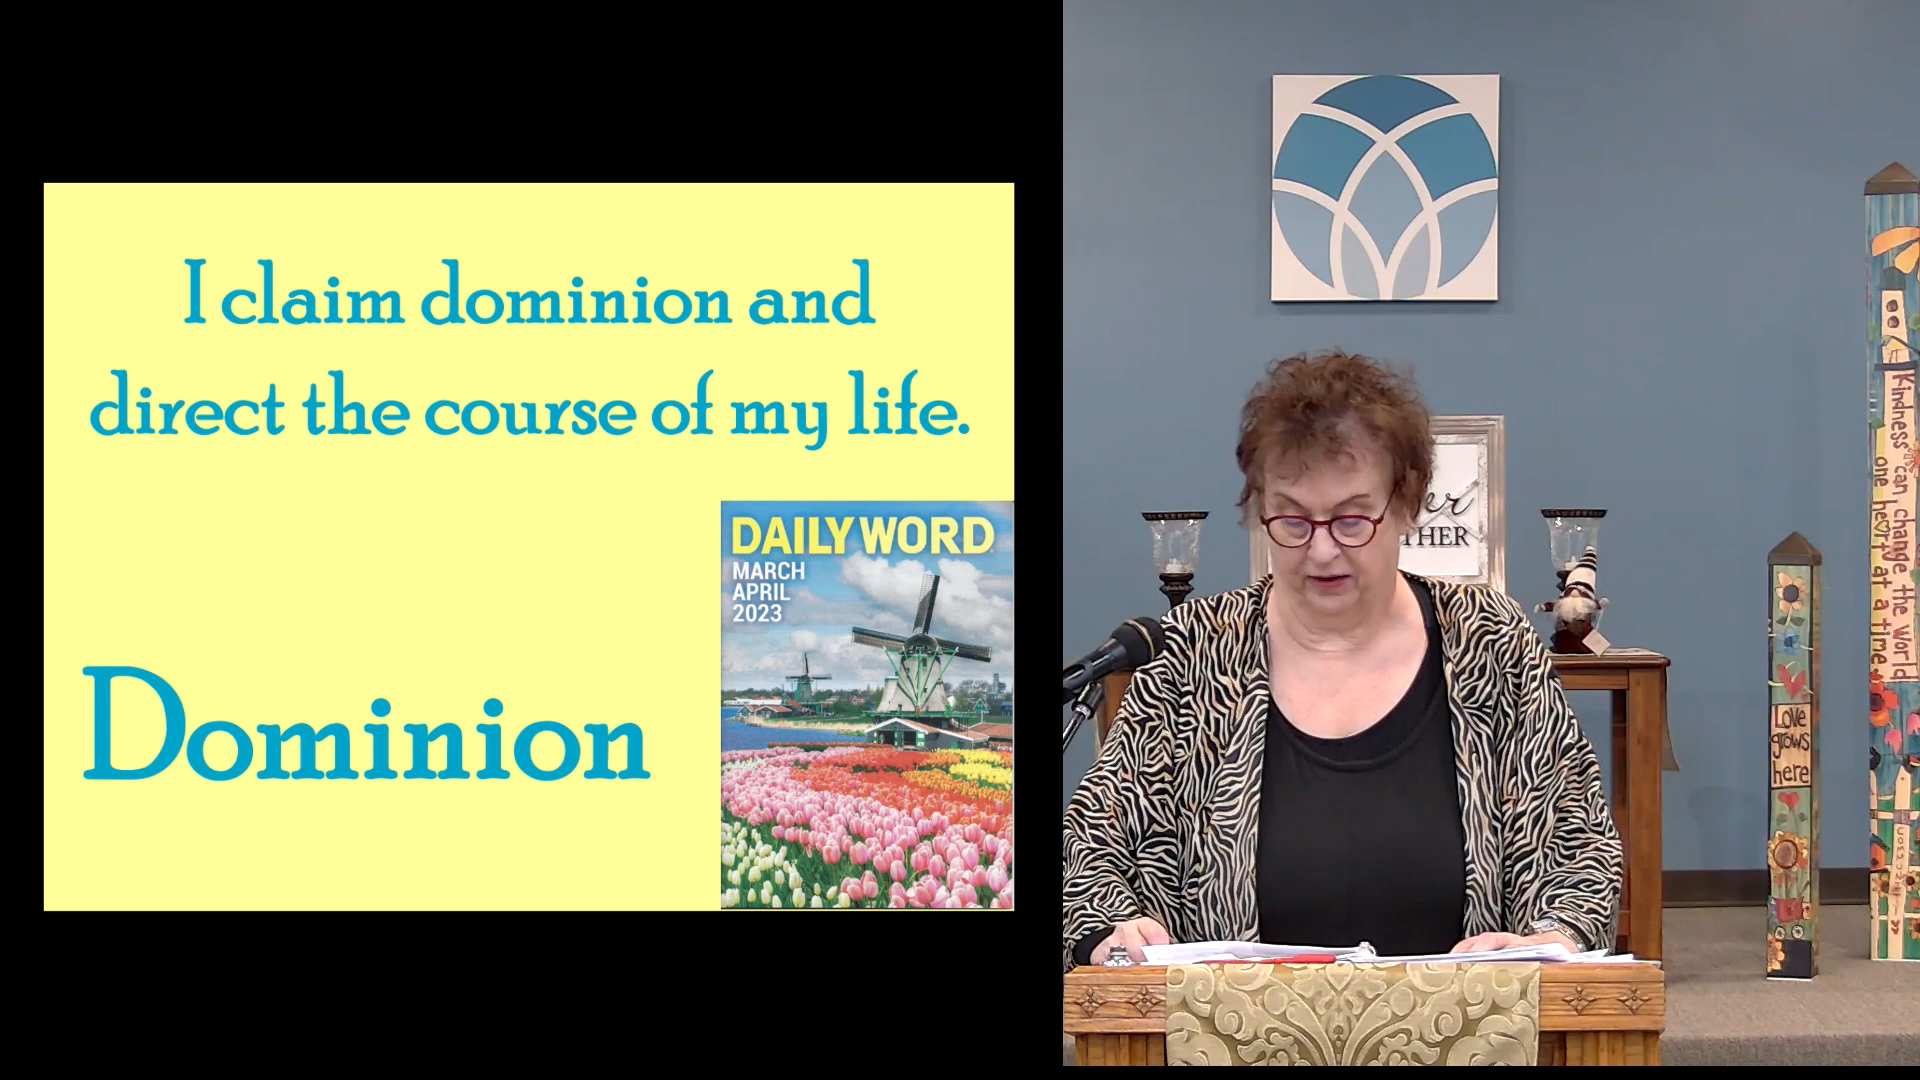 I claim dominion and
direct the course of my life.
DAILY WORD
MARCH
APRIL
2023
Dominion
Kindness can change the world
one heart at a time
Love
grows
here